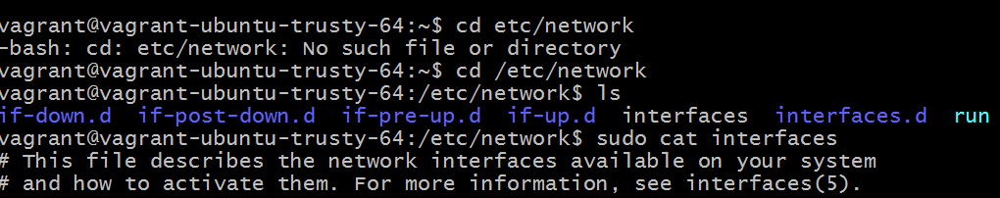 vagrant@vagrant-ubuntu-trusty-64:~$ cd etc/network
-bash: cd: etc/network: No such file or directory
vagrant@vagrant-ubuntu-trusty-64:~$ cd /etc/network
vagrant@vagrant-ubuntu-trusty-64:/etc/network$ ls
if-down.d  if-post-down.d  if-pre-up.d  if-up.d  interfaces  interfaces.d  run
vagrant@vagrant-ubuntu-trusty-64:/etc/network$ sudo cat interfaces
# This file describes the network interfaces available on your system
# and how to activate them. For more information, see interfaces(5).